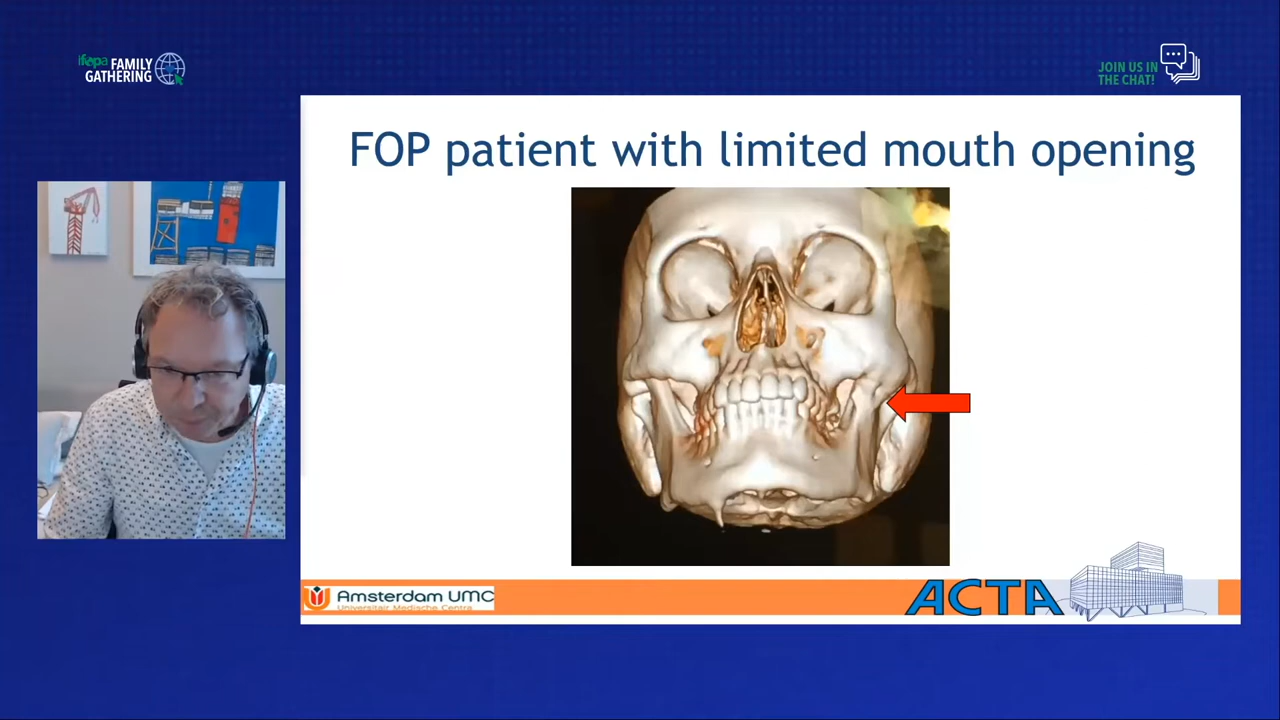 ifopa FAMILY
GATHERING
JOIN US IN
THE CHAT!
FOP patient with limited mouth opening
Amsterdam UMC
Universitair Medische Centra
ACTA